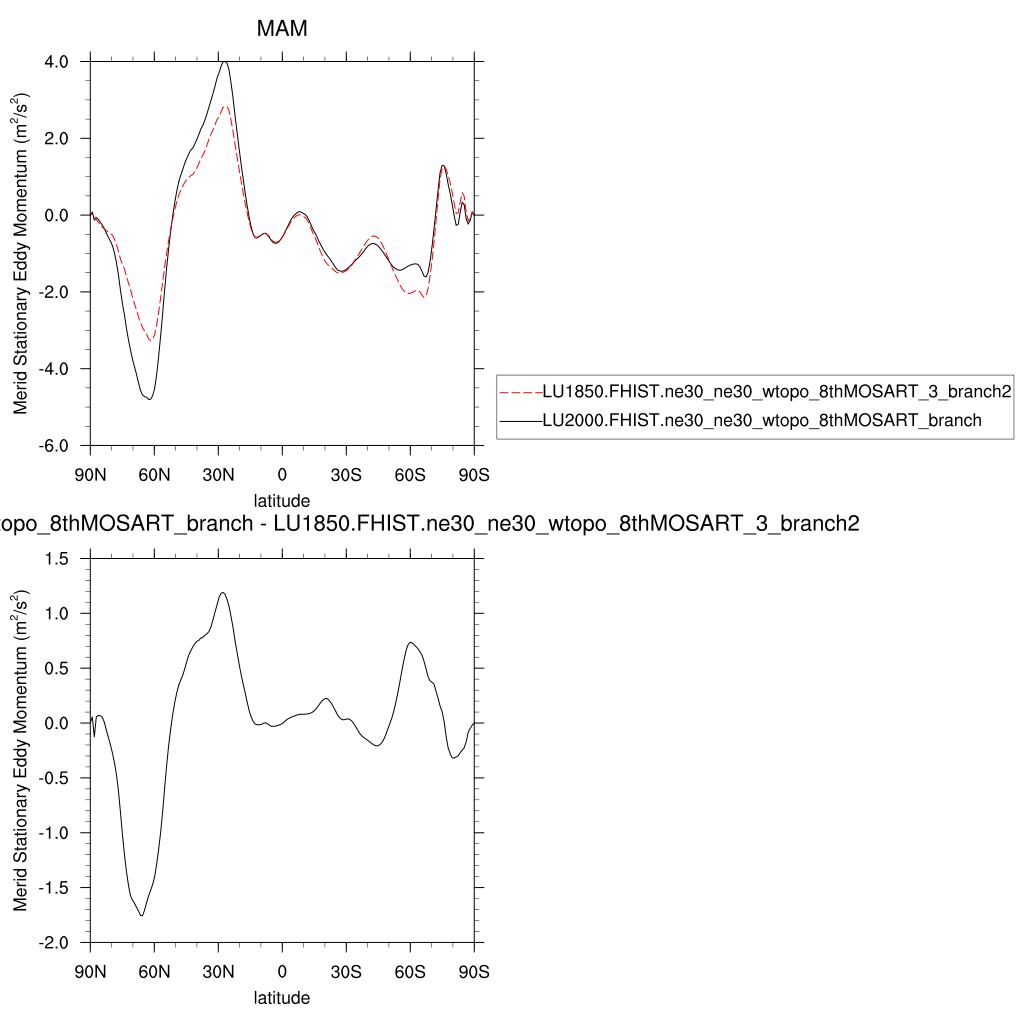 MAM
Merid Stationary Eddy Momentum (m²/s²)
4.0
2.0
0.0
-2.0
-4.0
-6.0
90N 60N 30N 0 30S 60S 90S
latitude
LU1850.FHIST.ne30_ne30_wtopo_8thMOSART_3_branch2
LU2000.FHIST.ne30_ne30_wtopo_8thMOSART_branch
topo_8thMOSART_branch - LU1850.FHIST.ne30_ne30_wtopo_8thMOSART_3_branch2
Merid Stationary Eddy Momentum (m²/s²)
1.5
1.0
0.5
0.0
-0.5
-1.0
-1.5
-2.0
90N 60N 30N 0 30S 60S 90S
latitude